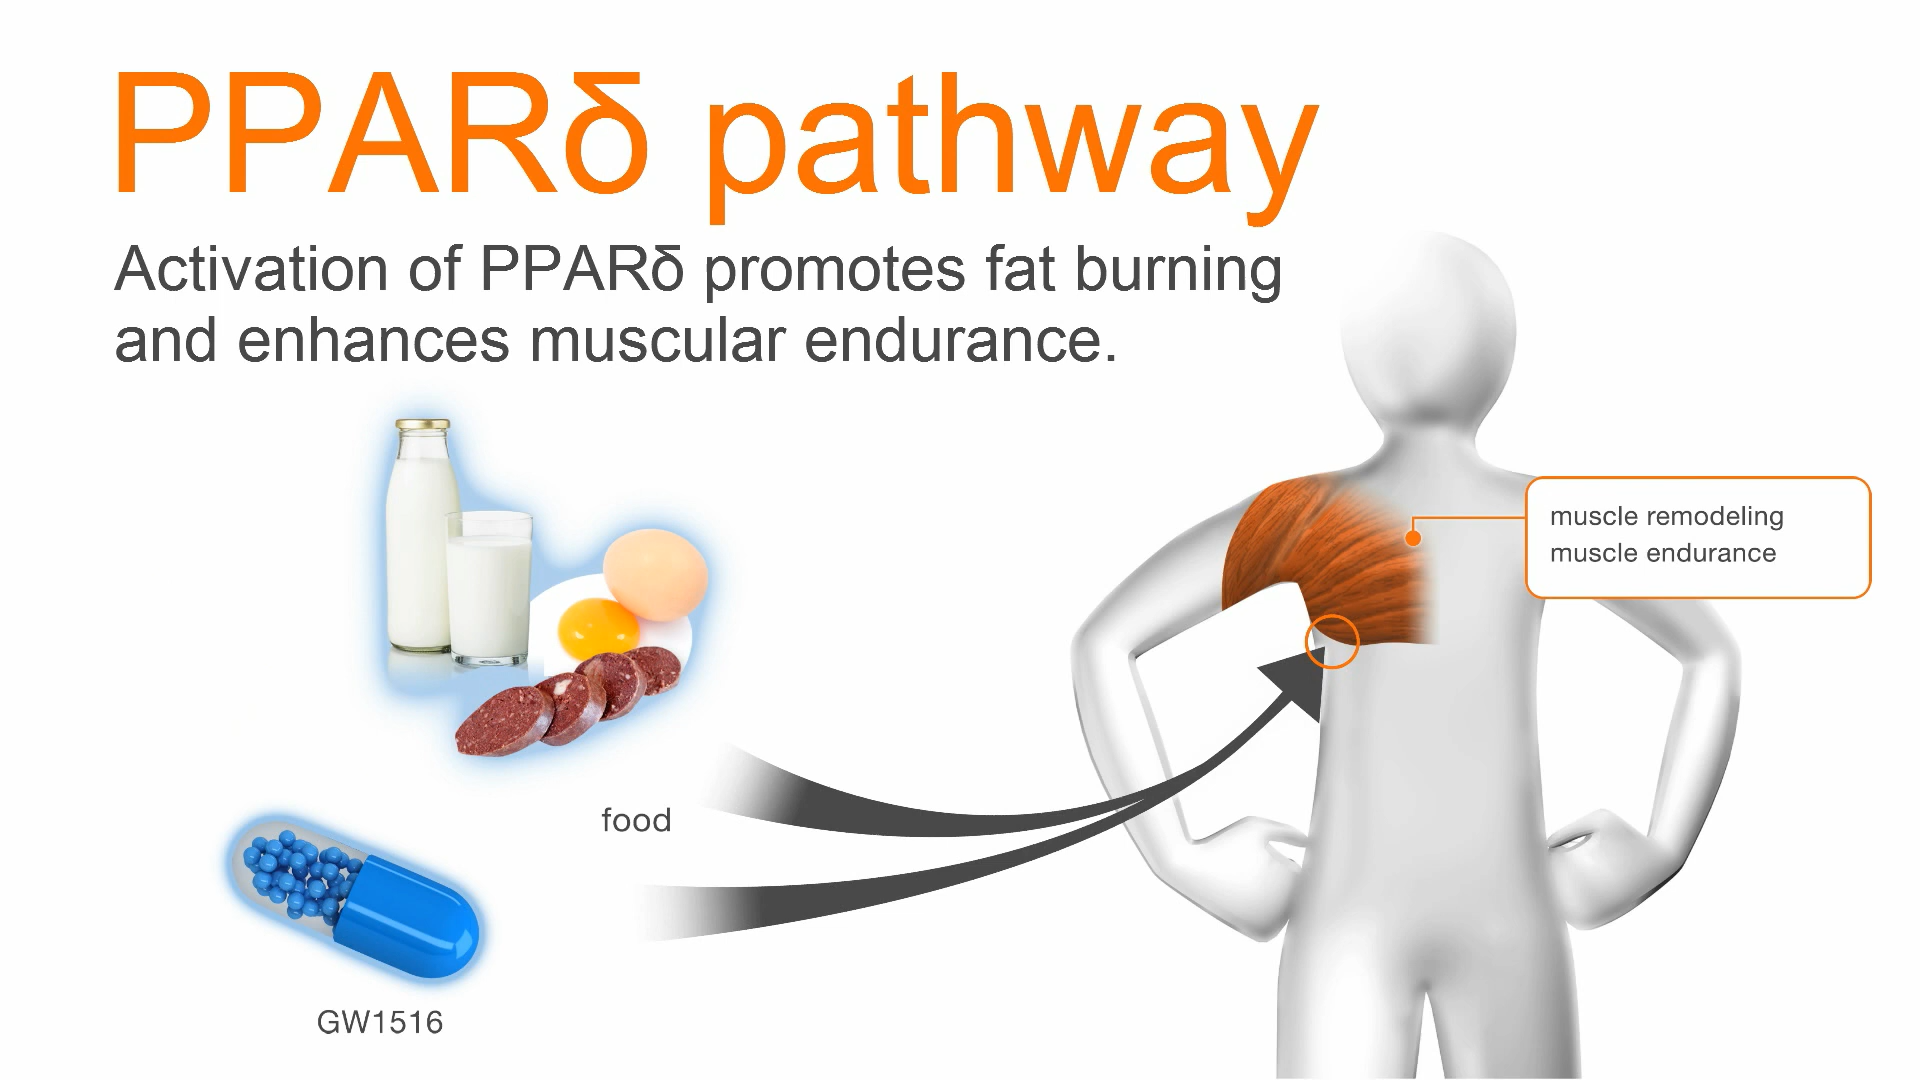 PPARδ pathway
Activation of PPARδ promotes fat burning
and enhances muscular endurance.
muscle remodeling
muscle endurance
food
GW1516